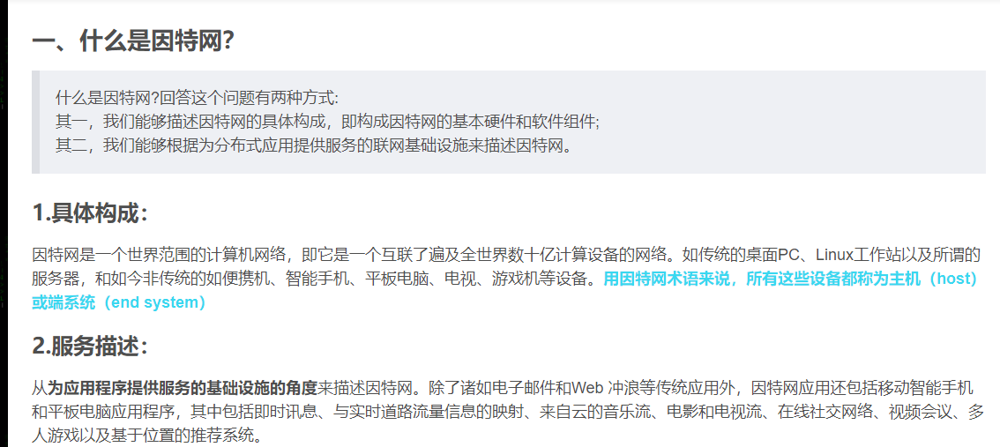 一、什么是因特网？
什么是因特网?回答这个问题有两种方式:
其一，我们能够描述因特网的具体构成，即构成因特网的基本硬件和软件组件;
其二，我们能够根据为分布式应用提供服务的联网基础设施来描述因特网。
1.具体构成：
因特网是一个世界范围的计算机网络，即它是一个互联了遍及全世界数十亿计算设备的网络。如传统的桌面PC、Linux工作站以及所谓的
服务器，和如今非传统的如便携机、智能手机、平板电脑、电视、游戏机等设备。用因特网术语来说，所有这些设备都称为主机（host）
或端系统（end system）
2.服务描述：
从为应用程序提供服务的基础设施的角度来描述因特网。除了诸如电子邮件和Web 冲浪等传统应用外，因特网应用还包括移动智能手机
和平板电脑应用程序，其中包括即时讯息、与实时道路流量信息的映射、来自云的音乐流、电影和电视流、在线社交网络、视频会议、多
人游戏以及基于位置的推荐系统。